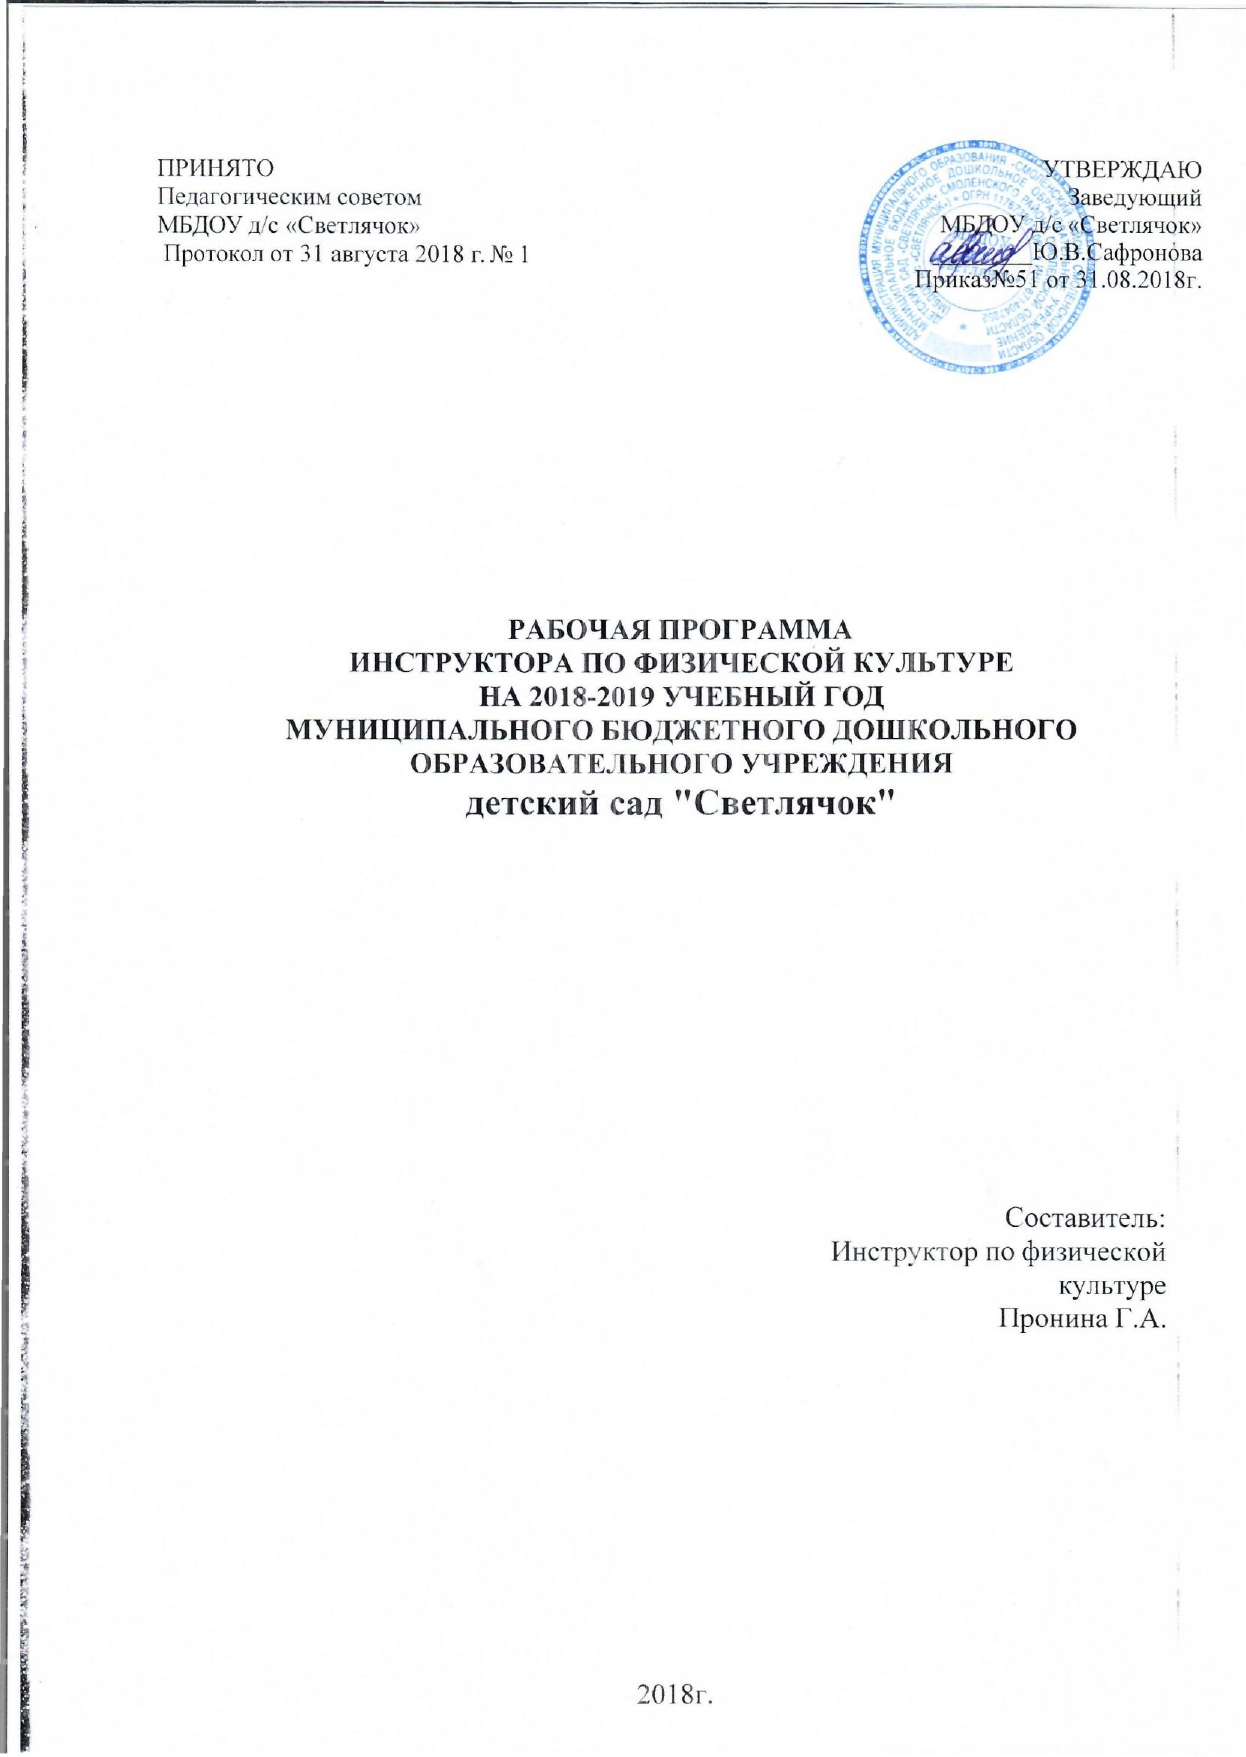 ПРИНЯТО
Педагогическим советом
МБДОУ д/с «Светлячок»
Протокол от 31 августа 2018 г. № 1
УТВЕРЖДАЮ
Заведующий
МБДОУ д/с «Светлячок»
Ю.В.Сафронова
Приказ№51 от 31.08.2018г.
РАБОЧАЯ ПРОГРАММА
ИНСТРУКТОРА ПО ФИЗИЧЕСКОЙ КУЛЬТУРЕ
НА 2018-2019 УЧЕБНЫЙ ГОД
МУНИЦИПАЛЬНОГО БЮДЖЕТНОГО ДОШКОЛЬНОГО
ОБРАЗОВАТЕЛЬНОГО УЧРЕЖДЕНИЯ
детский сад "Светлячок"
Составитель:
Инструктор по физической
культуре
Пронина Г.А.
2018г.